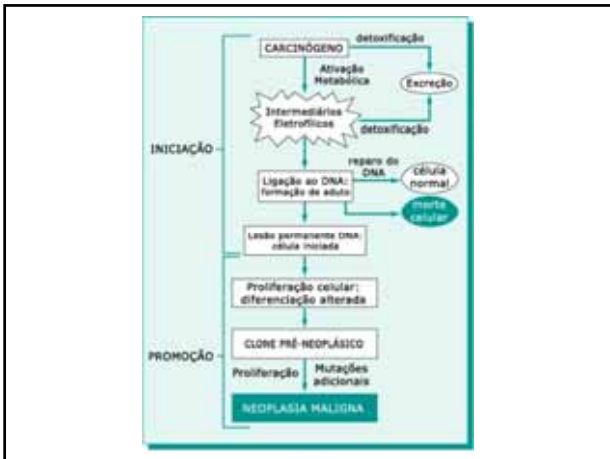 detoxificação
CARCINÓGENO
Ativação
Metabólica
Excreção
Intermediários
Eletrofílicos
detoxificação
INICIAÇÃO
reparo do
DNA
célula
normal
Ligação ao DNA:
formação de aduto
morte
celular
Lesão permanente DNA:
célula iniciada
Proliferação celular:
diferenciação alterada
CLONE PRÉ-NEOPLÁSICO
PROMOÇÃO
Proliferação
Mutações
adicionais
NEOPLASIA MALIGNA